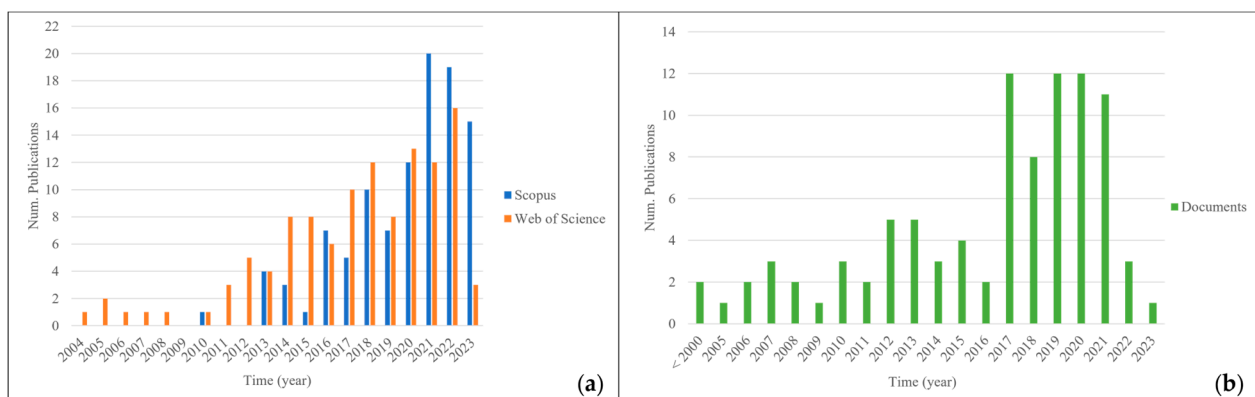 22
20
18
16
14
12
10
8
6
4
2
0
Num. Publications
2004 2005 2006 2007 2008 2009 2010 2011 2012 2013 2014 2015 2016 2017 2018 2019 2020 2021 2022 2023
Time (year)
Scopus
Web of Science
(a)
14
12
10
8
6
4
2
0
Num. Publications
<2000 2005 2006 2007 2008 2009 2010 2011 2012 2013 2014 2015 2016 2017 2018 2019 2020 2021 2022 2023
Time (year)
Documents
(b)